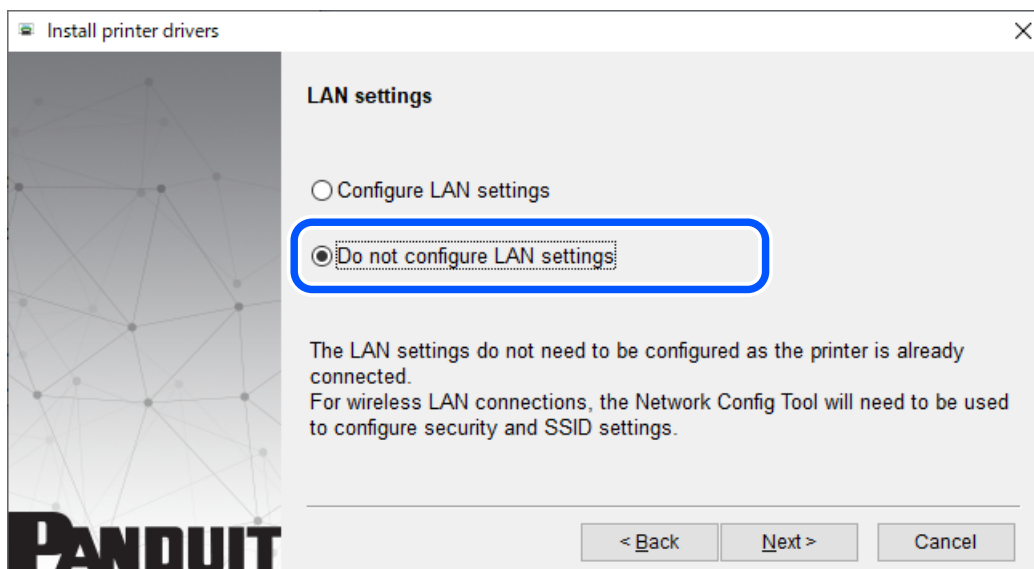 Install printer drivers
LAN settings
Configure LAN settings
Do not configure LAN settings
The LAN settings do not need to be configured as the printer is already
connected.
For wireless LAN connections, the Network Config Tool will need to be used
to configure security and SSID settings.
PANDUIT
< Back Next > Cancel